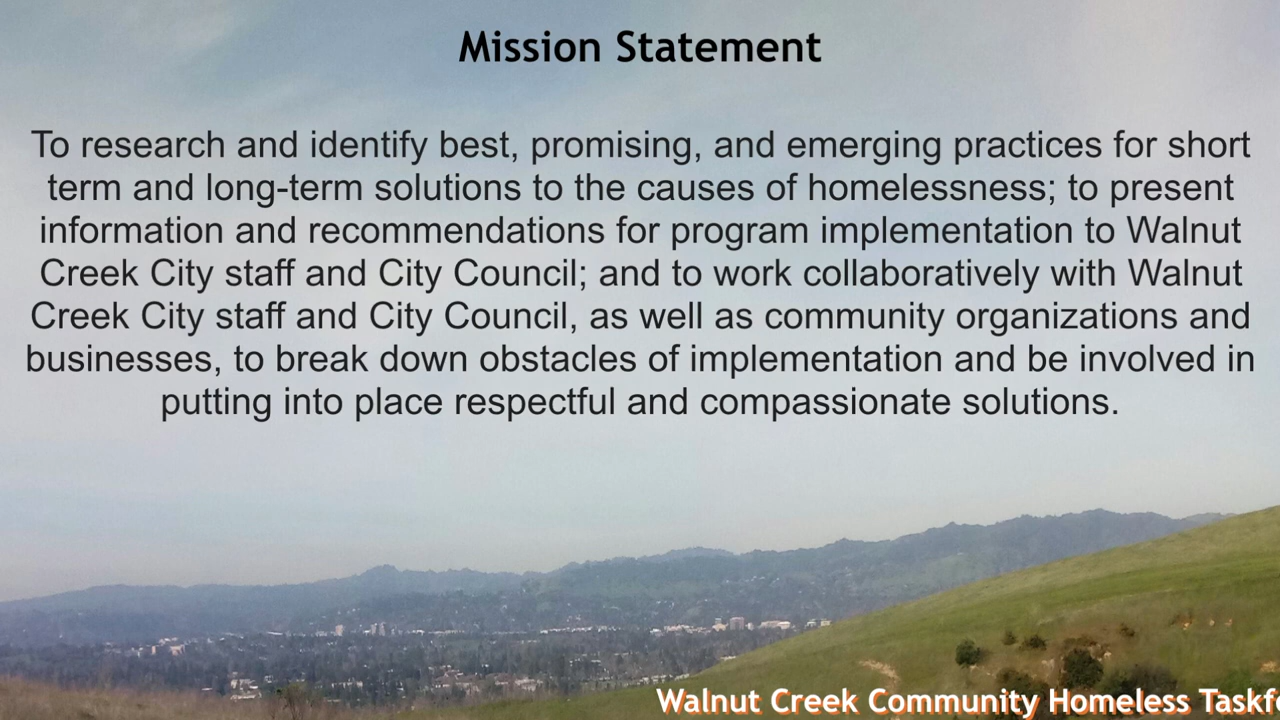 Mission Statement
To research and identify best, promising, and emerging practices for short
term and long-term solutions to the causes of homelessness; to present
information and recommendations for program implementation to Walnut
Creek City staff and City Council; and to work collaboratively with Walnut
Creek City staff and City Council, as well as community organizations and
businesses, to break down obstacles of implementation and be involved in
putting into place respectful and compassionate solutions.
Walnut Creek Community Homeless Taskfo